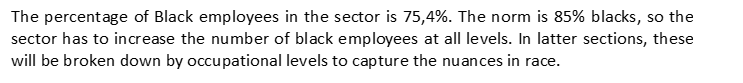 The percentage of Black employees in the sector is 75,4%. The norm is 85% blacks, so the
sector has to increase the number of black employees at all levels. In latter sections, these
will be broken down by occupational levels to capture the nuances in race.